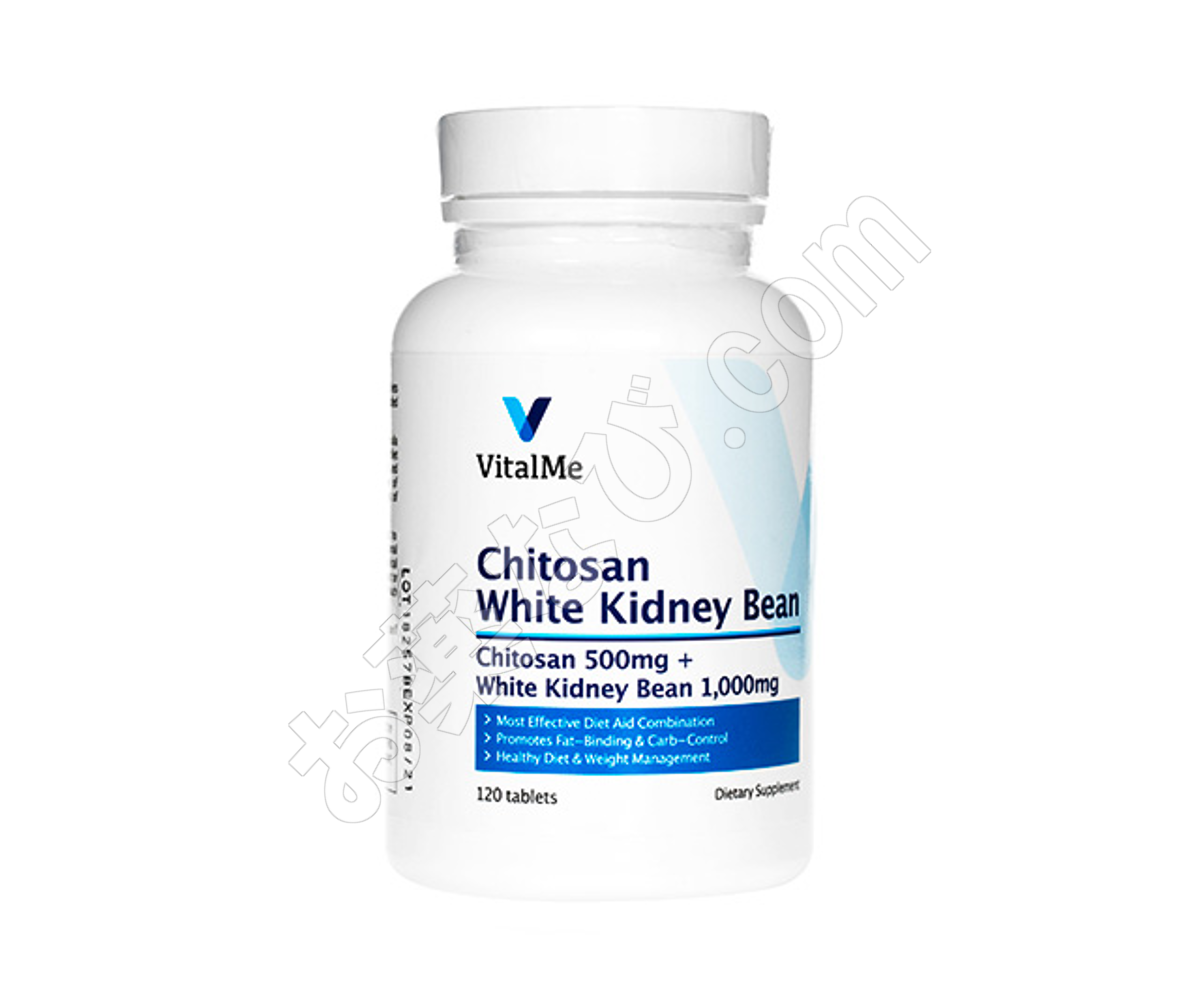 VitalMe
Chitosan
White Kidney Bean
Chitosan 500mg +
White Kidney Bean 1,000mg
> Most Effective Diet Aid Combination
> Promotes Fat-Binding & Carb-Control
> Healthy Diet & Weight Management
120 tablets
Dietary Supplement
お薬なび.com